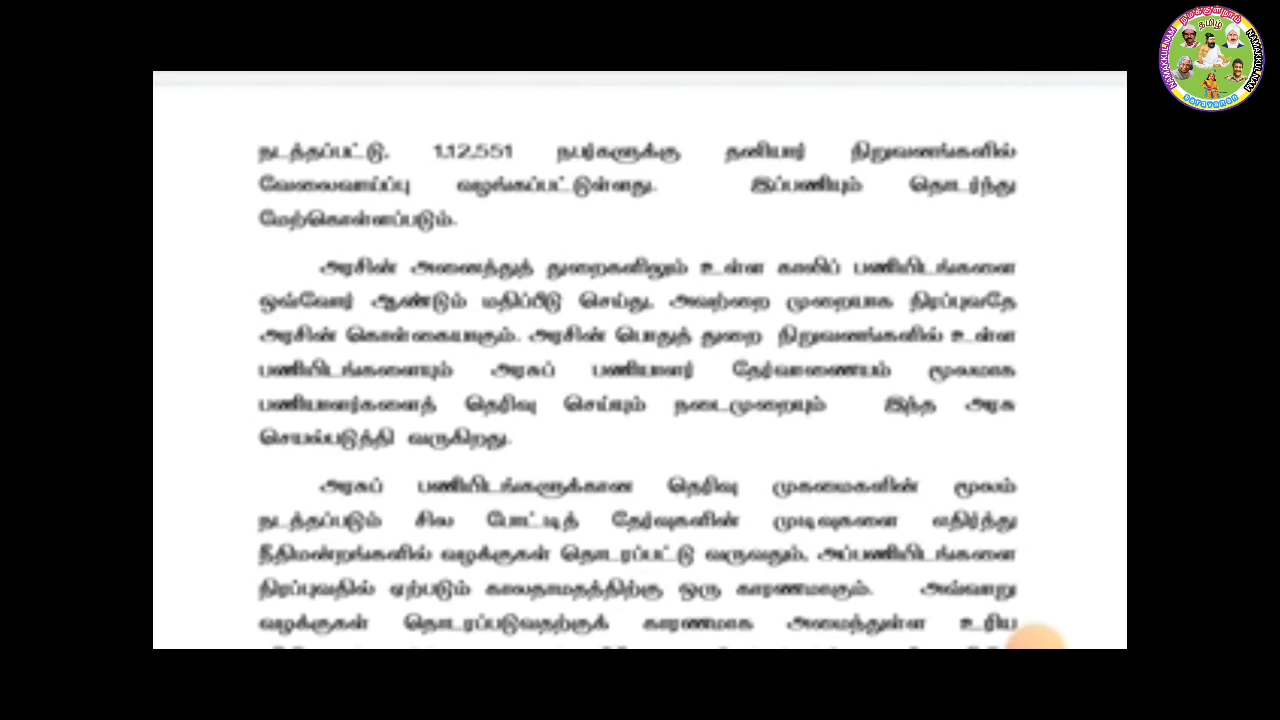 நமக்குள்நாம்
தமிழ்
NAMAKKULNAM
NAMAKKULNAM
saravanan
நடத்தப்பட்டு, 1,12,551 நபர்களுக்கு தனியார் நிறுவனங்களில்
வேலைவாய்ப்பு வழங்கப்பட்டுள்ளது. இப்பணியும் தொடர்ந்து
மேற்கொள்ளப்படும்.
அரசின் அனைத்துத் துறைகளிலும் உள்ள காலிப் பணியிடங்களை
ஒவ்வோர் ஆண்டும் மதிப்பீடு செய்து, அவற்றை முறையாக நிரப்புவதே
அரசின் கொள்கையாகும். அரசின் பொதுத் துறை நிறுவனங்களில் உள்ள
பணியிடங்களையும் அரசுப் பணியாளர் தேர்வாணையம் மூலமாக
பணியாளர்களைத் தெரிவு செய்யும் நடைமுறையும் இந்த அரசு
செயல்படுத்தி வருகிறது.
அரசுப் பணியிடங்களுக்கான தெரிவு முகமைகளின் மூலம்
நடத்தப்படும் சில போட்டித் தேர்வுகளின் முடிவுகளை எதிர்த்து
நீதிமன்றங்களில் வழக்குகள் தொடரப்பட்டு வருவதும், அப்பணியிடங்களை
நிரப்புவதில் ஏற்படும் காலதாமதத்திற்கு ஒரு காரணமாகும். அவ்வாறு
வழக்குகள் தொடரப்படுவதற்குக் காரணமாக அமைந்துள்ள உரிய